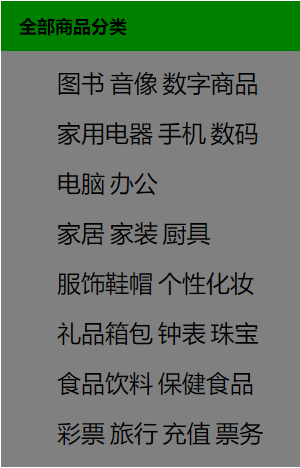 全部商品分类
图书 音像 数字商品
家用电器 手机 数码
电脑 办公
家居 家装 厨具
服饰鞋帽 个性化妆
礼品箱包 钟表 珠宝
食品饮料 保健食品
彩票 旅行 充值 票务